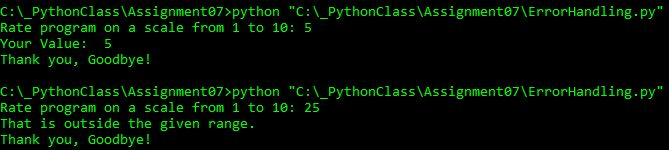 C:\_PythonClass\Assignment07>python "C:\_PythonClass\Assignment07\ErrorHandling.py"
Rate program on a scale from 1 to 10: 5
Your Value:  5
Thank you, Goodbye!
C:\_PythonClass\Assignment07>python "C:\_PythonClass\Assignment07\ErrorHandling.py"
Rate program on a scale from 1 to 10: 25
That is outside the given range.
Thank you, Goodbye!